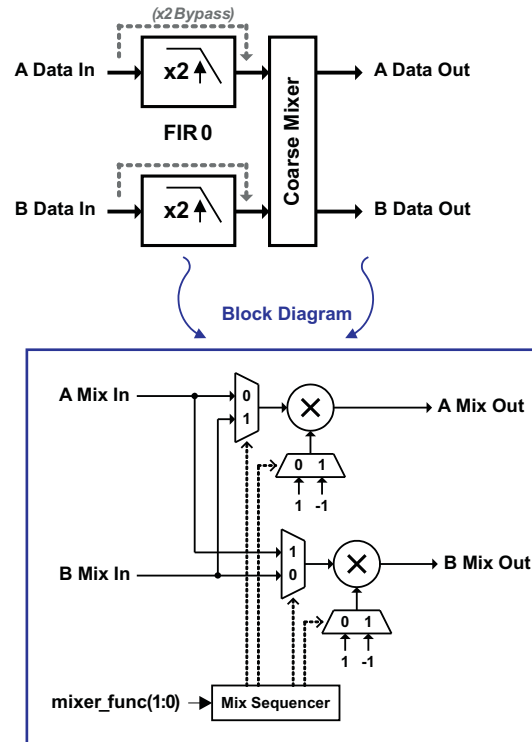 (x2 Bypass)
A Data In
x2
A Data Out
FIR 0
Coarse Mixer
B Data In
x2
B Data Out
Block Diagram
A Mix In
0
1
A Mix Out
0 1
1 -1
B Mix In
1
0
B Mix Out
0 1
1 -1
mixer_func(1:0)
Mix Sequencer